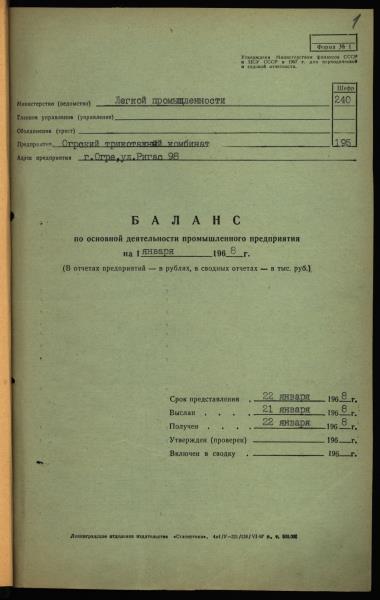 1
Форма № 1
Утверждена Министерством финансов СССР
и ЦСУ СССР в 1967 г. для периодической
и годовой отчетности.
Шифр
Министерство (ведомство) Легкой промышленности 240
Главное управление (управление)
Объединение (трест)
Предприятие Огрский трикотажный комбинат 195
Адрес предприятия г.Огре,ул.Ригас 98
БАЛАНС
по основной деятельности промышленного предприятия
на 1 января 1968 г.
(В отчетах предприятий — в рублях, в сводных отчетах — в тыс. руб.)
Срок представления . 22 января 1968 г.
Выслан . . . . 21 января 1968 г.
Получен . . . . 22 января 1968 г.
Утвержден (проверен) 196 г.
Включен в сводку . 196 г.
Ленинградское отделение издательства «Статистика».